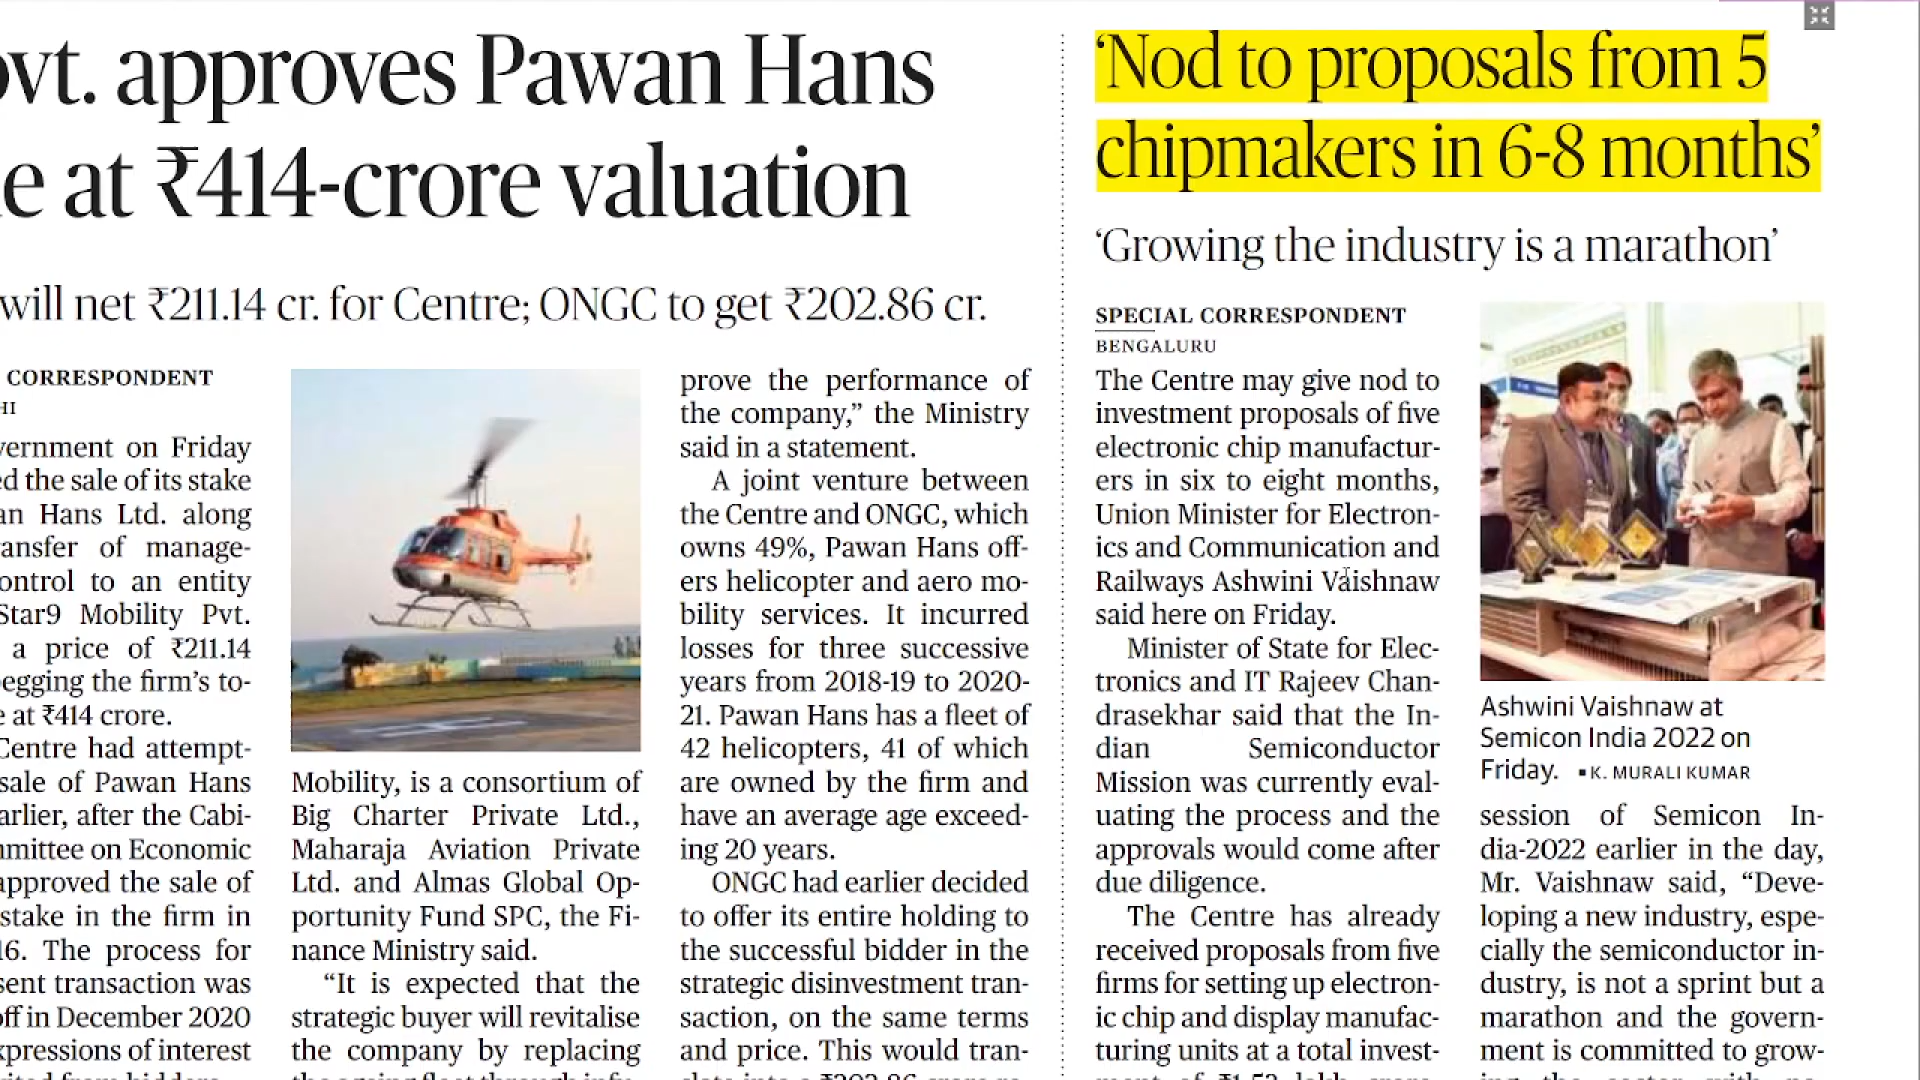 ovt. approves Pawan Hans
e at ₹414-crore valuation
will net ₹211.14 cr. for Centre; ONGC to get ₹202.86 cr.
CORRESPONDENT
HI
vernment on Friday
ed the sale of its stake
an Hans Ltd. along
ansfer of manage-
ontrol to an entity
Star9 Mobility Pvt.
a price of ₹211.14
egging the firm’s to-
e at ₹414 crore.
Centre had attempt-
sale of Pawan Hans
arlier, after the Cabi-
mmittee on Economic
approved the sale of
stake in the firm in
16. The process for
sent transaction was
off in December 2020
xpressions of interest
Mobility, is a consortium of
Big Charter Private Ltd.,
Maharaja Aviation Private
Ltd. and Almas Global Op-
portunity Fund SPC, the Fi-
nance Ministry said.
“It is expected that the
strategic buyer will revitalise
the company by replacing
prove the performance of
the company,” the Ministry
said in a statement.
A joint venture between
the Centre and ONGC, which
owns 49%, Pawan Hans off-
ers helicopter and aero mo-
bility services. It incurred
losses for three successive
years from 2018-19 to 2020-
21. Pawan Hans has a fleet of
42 helicopters, 41 of which
are owned by the firm and
have an average age exceed-
ing 20 years.
ONGC had earlier decided
to offer its entire holding to
the successful bidder in the
strategic disinvestment tran-
saction, on the same terms
and price. This would tran-
‘Nod to proposals from 5
chipmakers in 6-8 months’
‘Growing the industry is a marathon’
SPECIAL CORRESPONDENT
BENGALURU
The Centre may give nod to
investment proposals of five
electronic chip manufactur-
ers in six to eight months,
Union Minister for Electron-
ics and Communication and
Railways Ashwini Vaishnaw
said here on Friday.
Minister of State for Elec-
tronics and IT Rajeev Chan-
drasekhar said that the In-
dian Semiconductor
Mission was currently eval-
uating the process and the
approvals would come after
due diligence.
The Centre has already
received proposals from five
firms for setting up electron-
ic chip and display manufac-
turing units at a total invest-
Ashwini Vaishnaw at
Semicon India 2022 on
Friday. ▪K. MURALI KUMAR
session of Semicon In-
dia-2022 earlier in the day,
Mr. Vaishnaw said, “Deve-
loping a new industry, espe-
cially the semiconductor in-
dustry, is not a sprint but a
marathon and the govern-
ment is committed to grow-